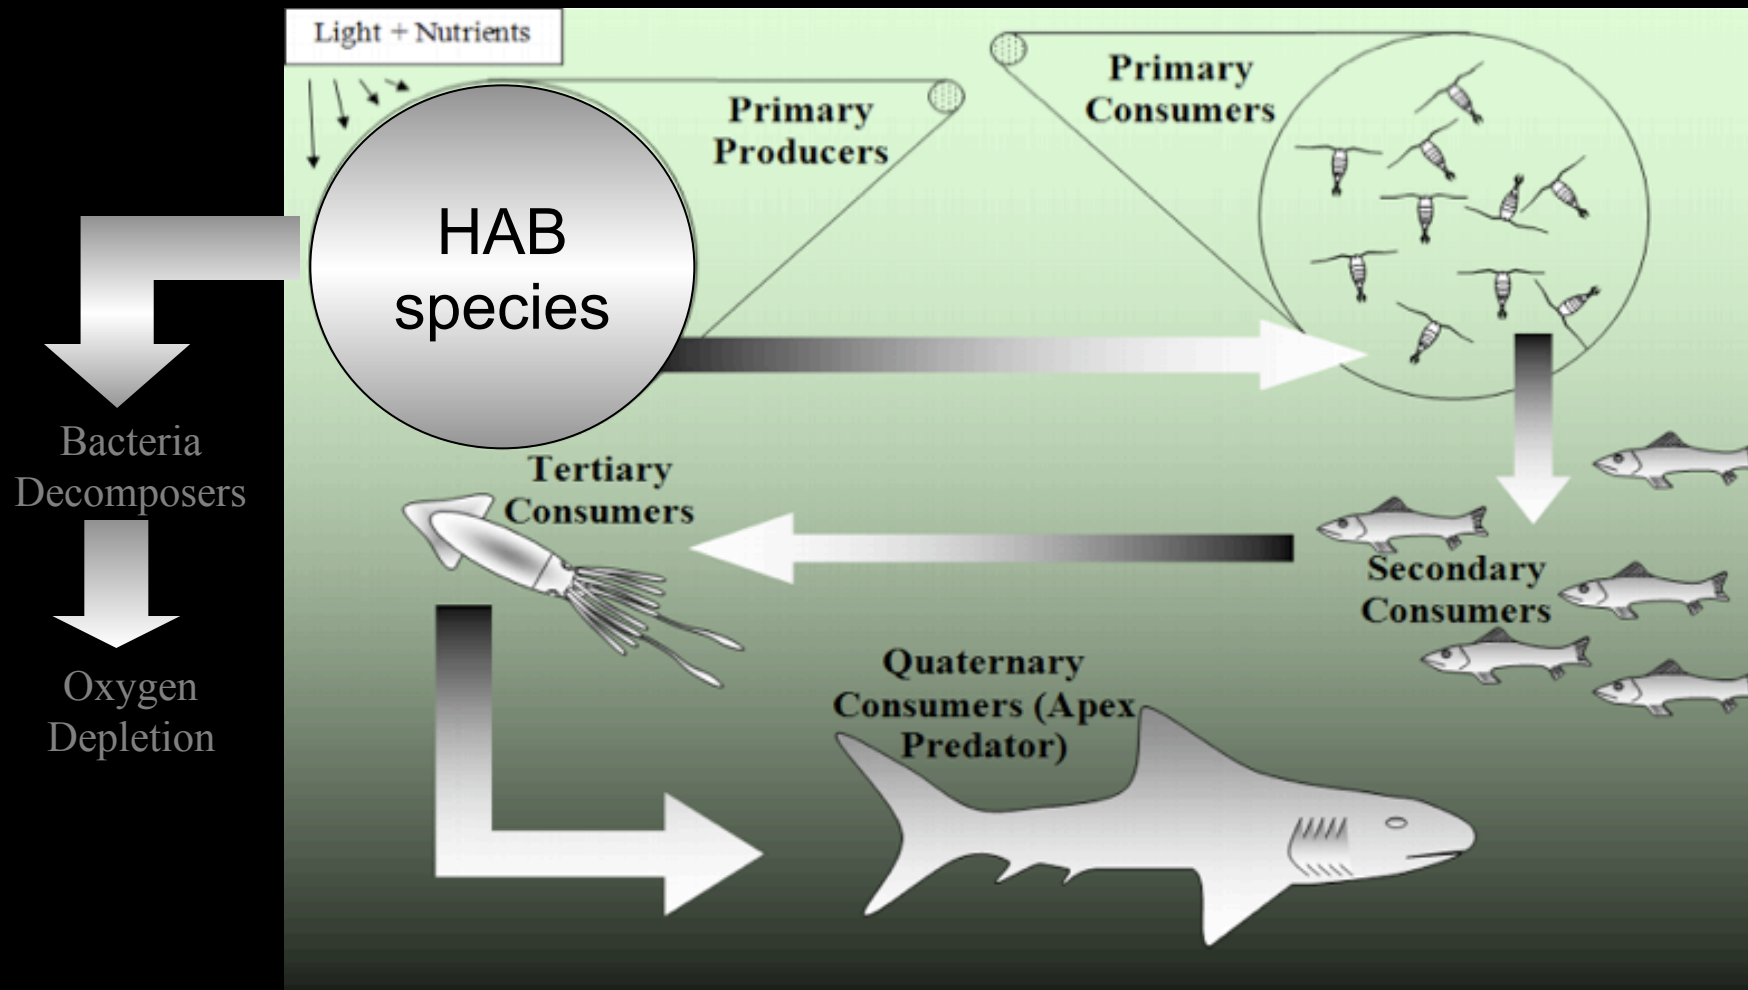 Light + Nutrients
Primary
Producers
Primary
Consumers
HAB
species
Bacteria
Decomposers
Oxygen
Depletion
Tertiary
Consumers
Secondary
Consumers
Quaternary
Consumers (Apex
Predator)